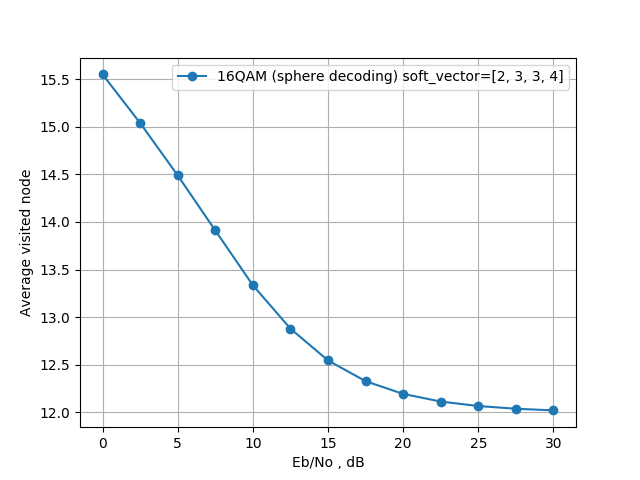 16QAM (sphere decoding) soft_vector=[2, 3, 3, 4]
Average visited node
15.5
15.0
14.5
14.0
13.5
13.0
12.5
12.0
0 5 10 15 20 25 30
Eb/No , dB